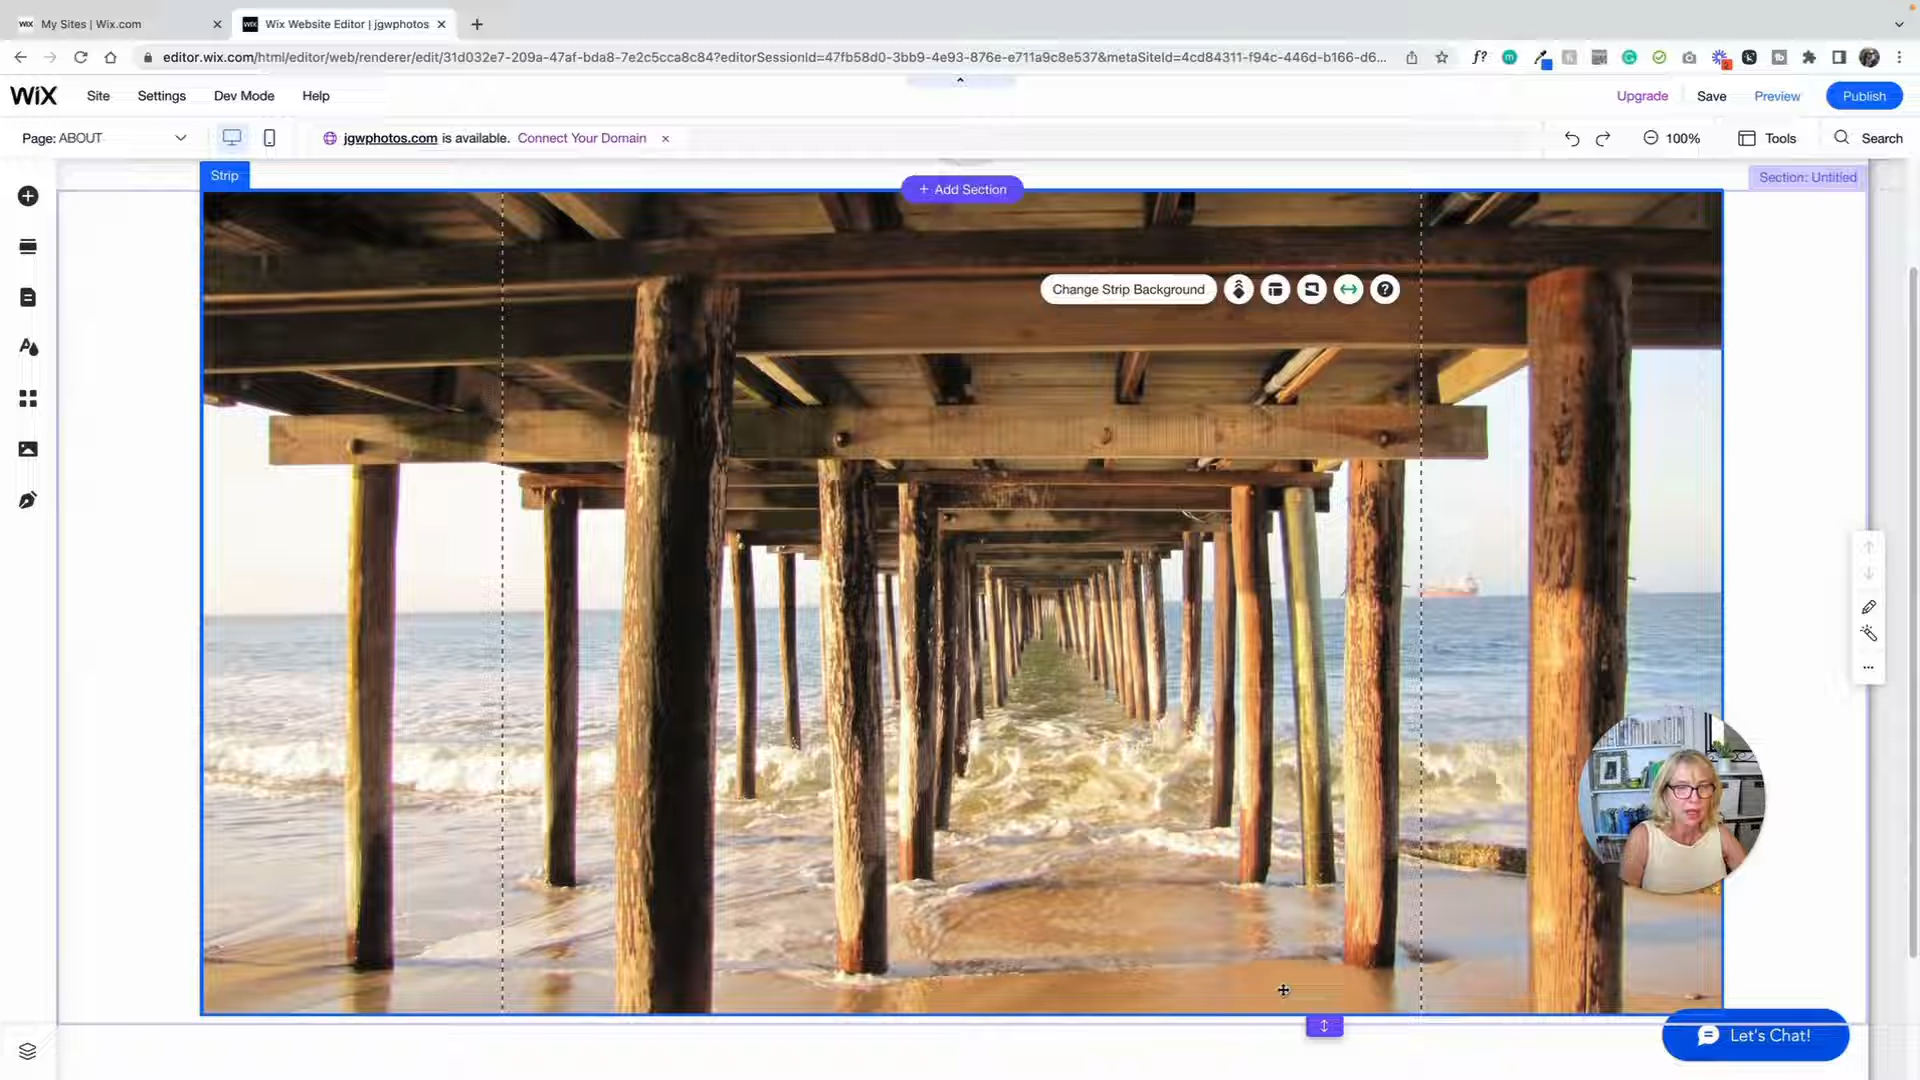 WiX My Sites | Wix.com
WiX Wix Website Editor | jgwphotos
editor.wix.com/html/editor/web/renderer/edit/31d032e7-209a-47af-bda8-7e2c5cca8c84?editorSessionId=47fb58d0-3bb9-4e93-876e-e711a9c8e537&metaSiteId=4cd84311-f94c-446d-b166-d6...
f?
2
WiX Site Settings Dev Mode Help Upgrade Save Preview Publish
Page: ABOUT jgwphotos.com is available. Connect Your Domain 100% Tools Search
Strip
+ Add Section
Section: Untitled
Change Strip Background
?
Let's Chat!